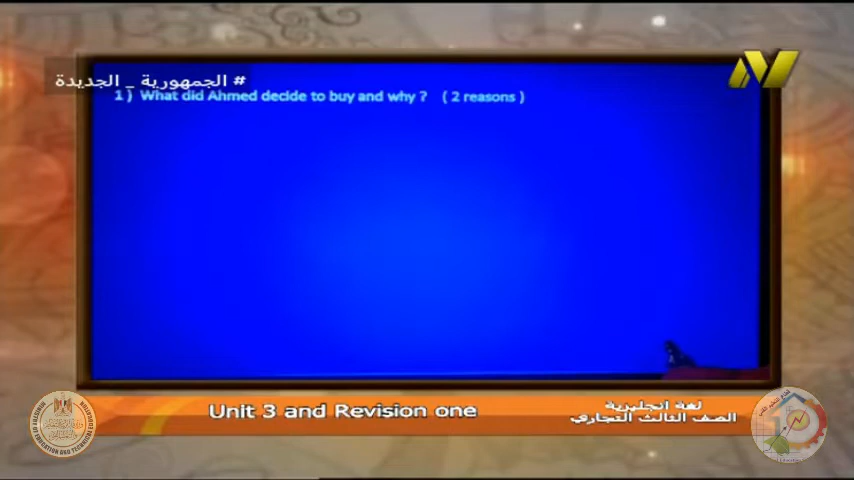 # الجمهورية _ الجديدة
1 ) What did Ahmed decide to buy and why ? ( 2 reasons )
Unit 3 and Revision one
لغة انجليزية
الصف الثالث التجاري